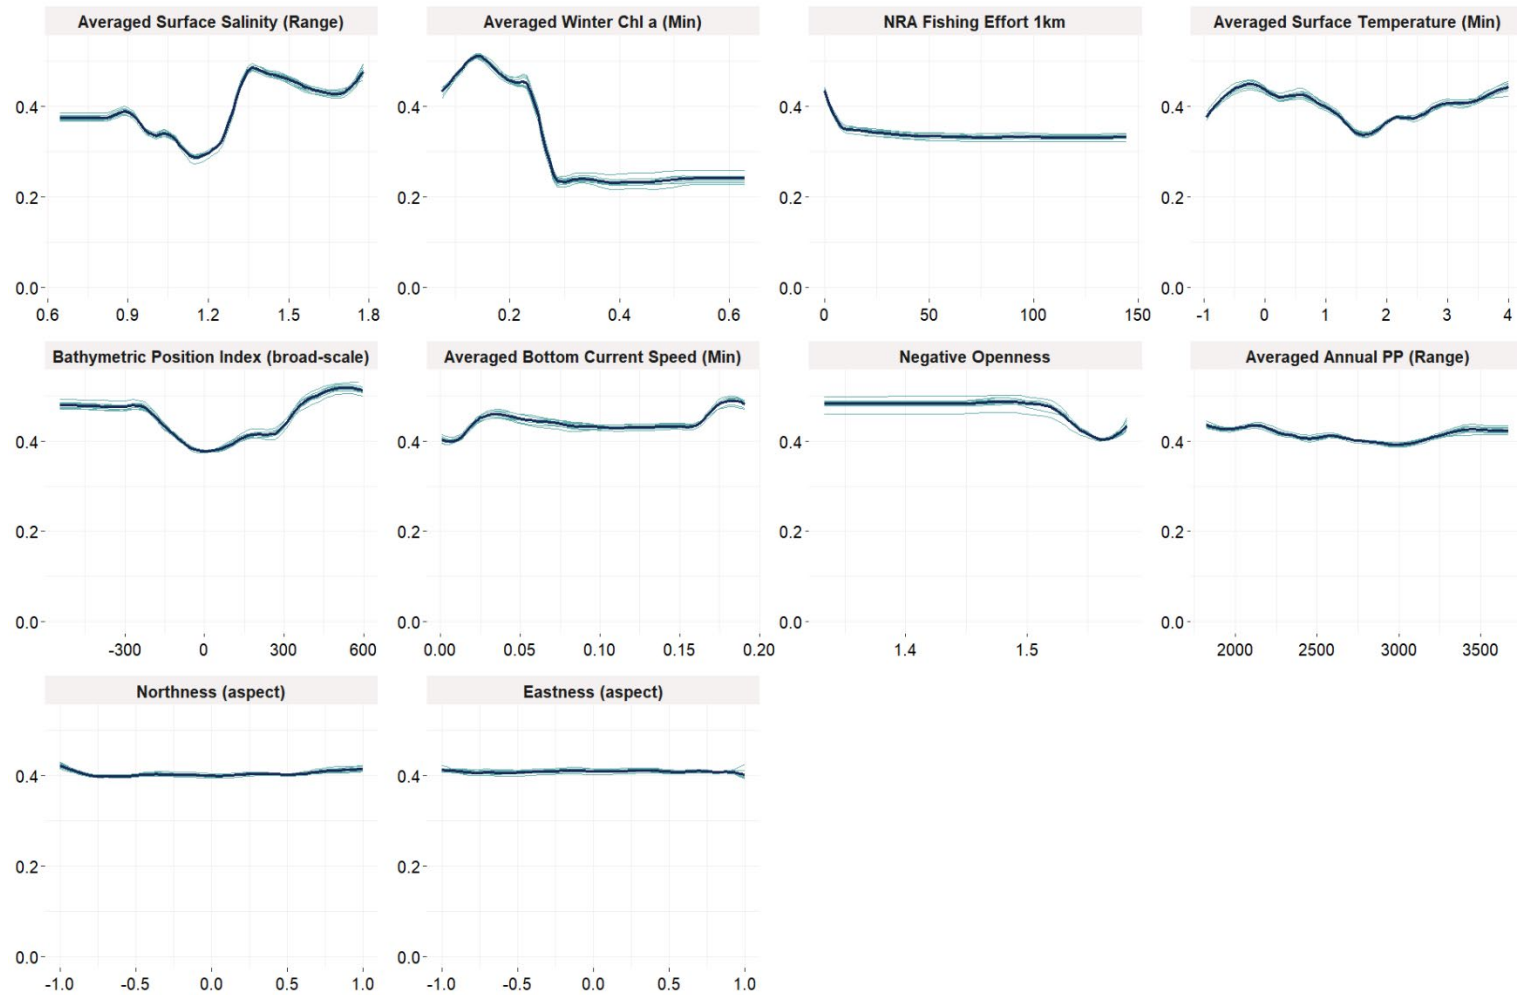 Averaged Surface Salinity (Range)
Averaged Winter Chl a (Min)
NRA Fishing Effort 1km
Averaged Surface Temperature (Min)
0.4
0.2
0.0
0.6 0.9 1.2 1.5 1.8
0.4
0.2
0.0
0.2 0.4 0.6
0.4
0.2
0.0
0 50 100 150
0.4
0.2
0.0
-1 0 1 2 3 4
Bathymetric Position Index (broad-scale)
Averaged Bottom Current Speed (Min)
Negative Openness
Averaged Annual PP (Range)
0.4
0.2
0.0
-300 0 300 600
0.4
0.2
0.0
0.00 0.05 0.10 0.15 0.20
0.4
0.2
0.0
1.4 1.5
0.4
0.2
0.0
2000 2500 3000 3500
Northness (aspect)
Eastness (aspect)
0.4
0.2
0.0
-1.0 -0.5 0.0 0.5 1.0
0.4
0.2
0.0
-1.0 -0.5 0.0 0.5 1.0